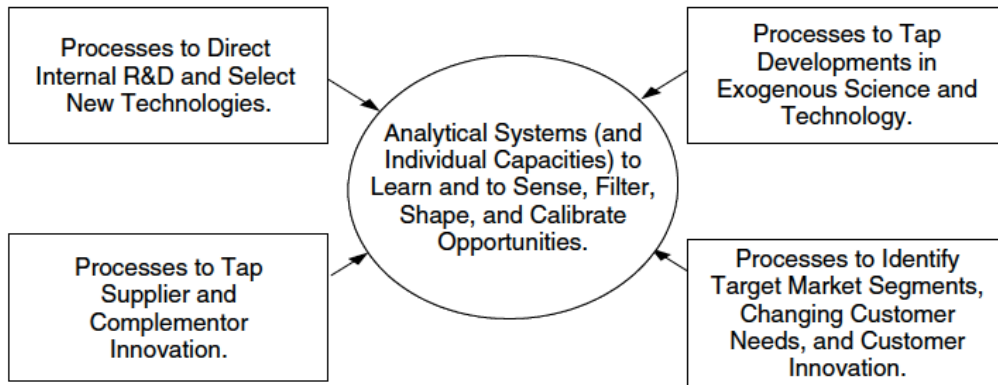 Processes to Direct
Internal R&D and Select
New Technologies.
Processes to Tap
Developments in
Exogenous Science and
Technology.
Analytical Systems (and
Individual Capacities) to
Learn and to Sense, Filter,
Shape, and Calibrate
Opportunities.
Processes to Tap
Supplier and
Complementor
Innovation.
Processes to Identify
Target Market Segments,
Changing Customer
Needs, and Customer
Innovation.